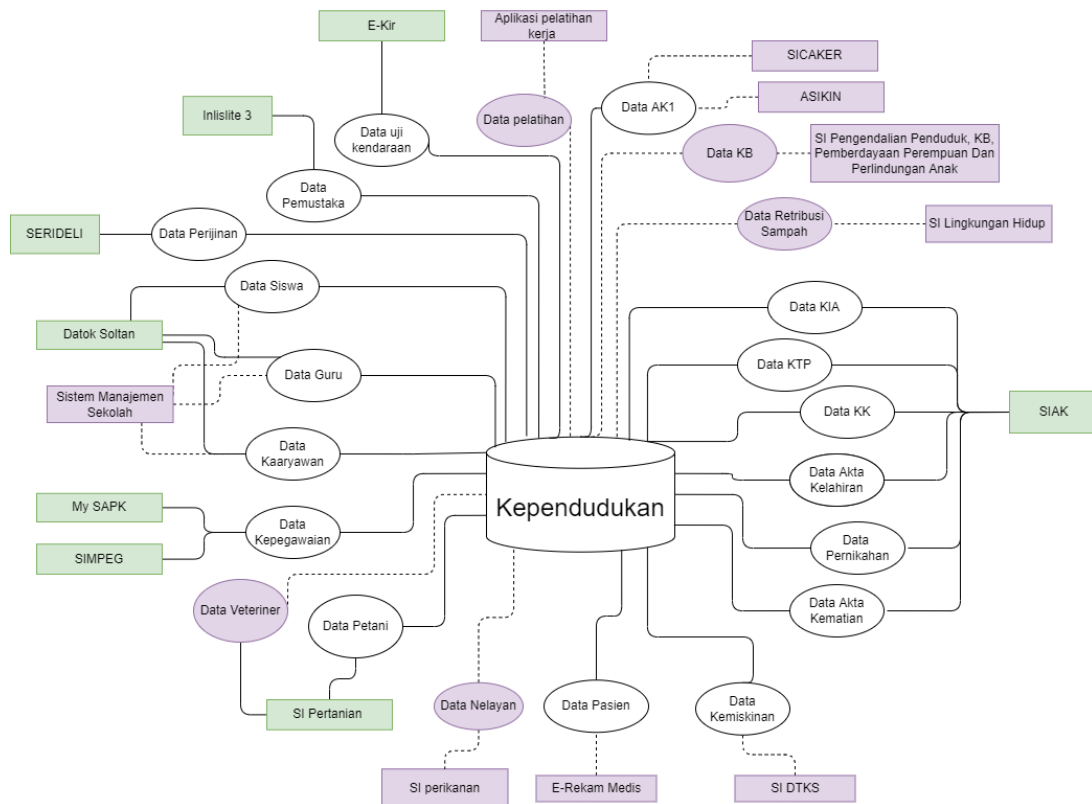 E-Kir
Aplikasi pelatihan
kerja
SICAKER
Data AK1
ASIKIN
Inlislite 3
Data pelatihan
Data uji
kendaraan
Data KB
SI Pengendalian Penduduk, KB,
Pemberdayaan Perempuan Dan
Perlindungan Anak
Data
Pemustaka
Data Retribusi
Sampah
SI Lingkungan Hidup
SERIDELI
Data Perijinan
Data Siswa
Data KIA
Datok Soltan
Data KTP
Data Guru
Sistem Manajemen
Sekolah
Data KK
SIAK
Data
Kaaryawan
Data Akta
Kelahiran
My SAPK
Kependudukan
Data
Kepegawaian
Data
Pernikahan
SIMPEG
Data Veteriner
Data Petani
Data Akta
Kematian
SI Pertanian
Data Nelayan
Data Pasien
Data
Kemiskinan
SI perikanan
E-Rekam Medis
SI DTKS